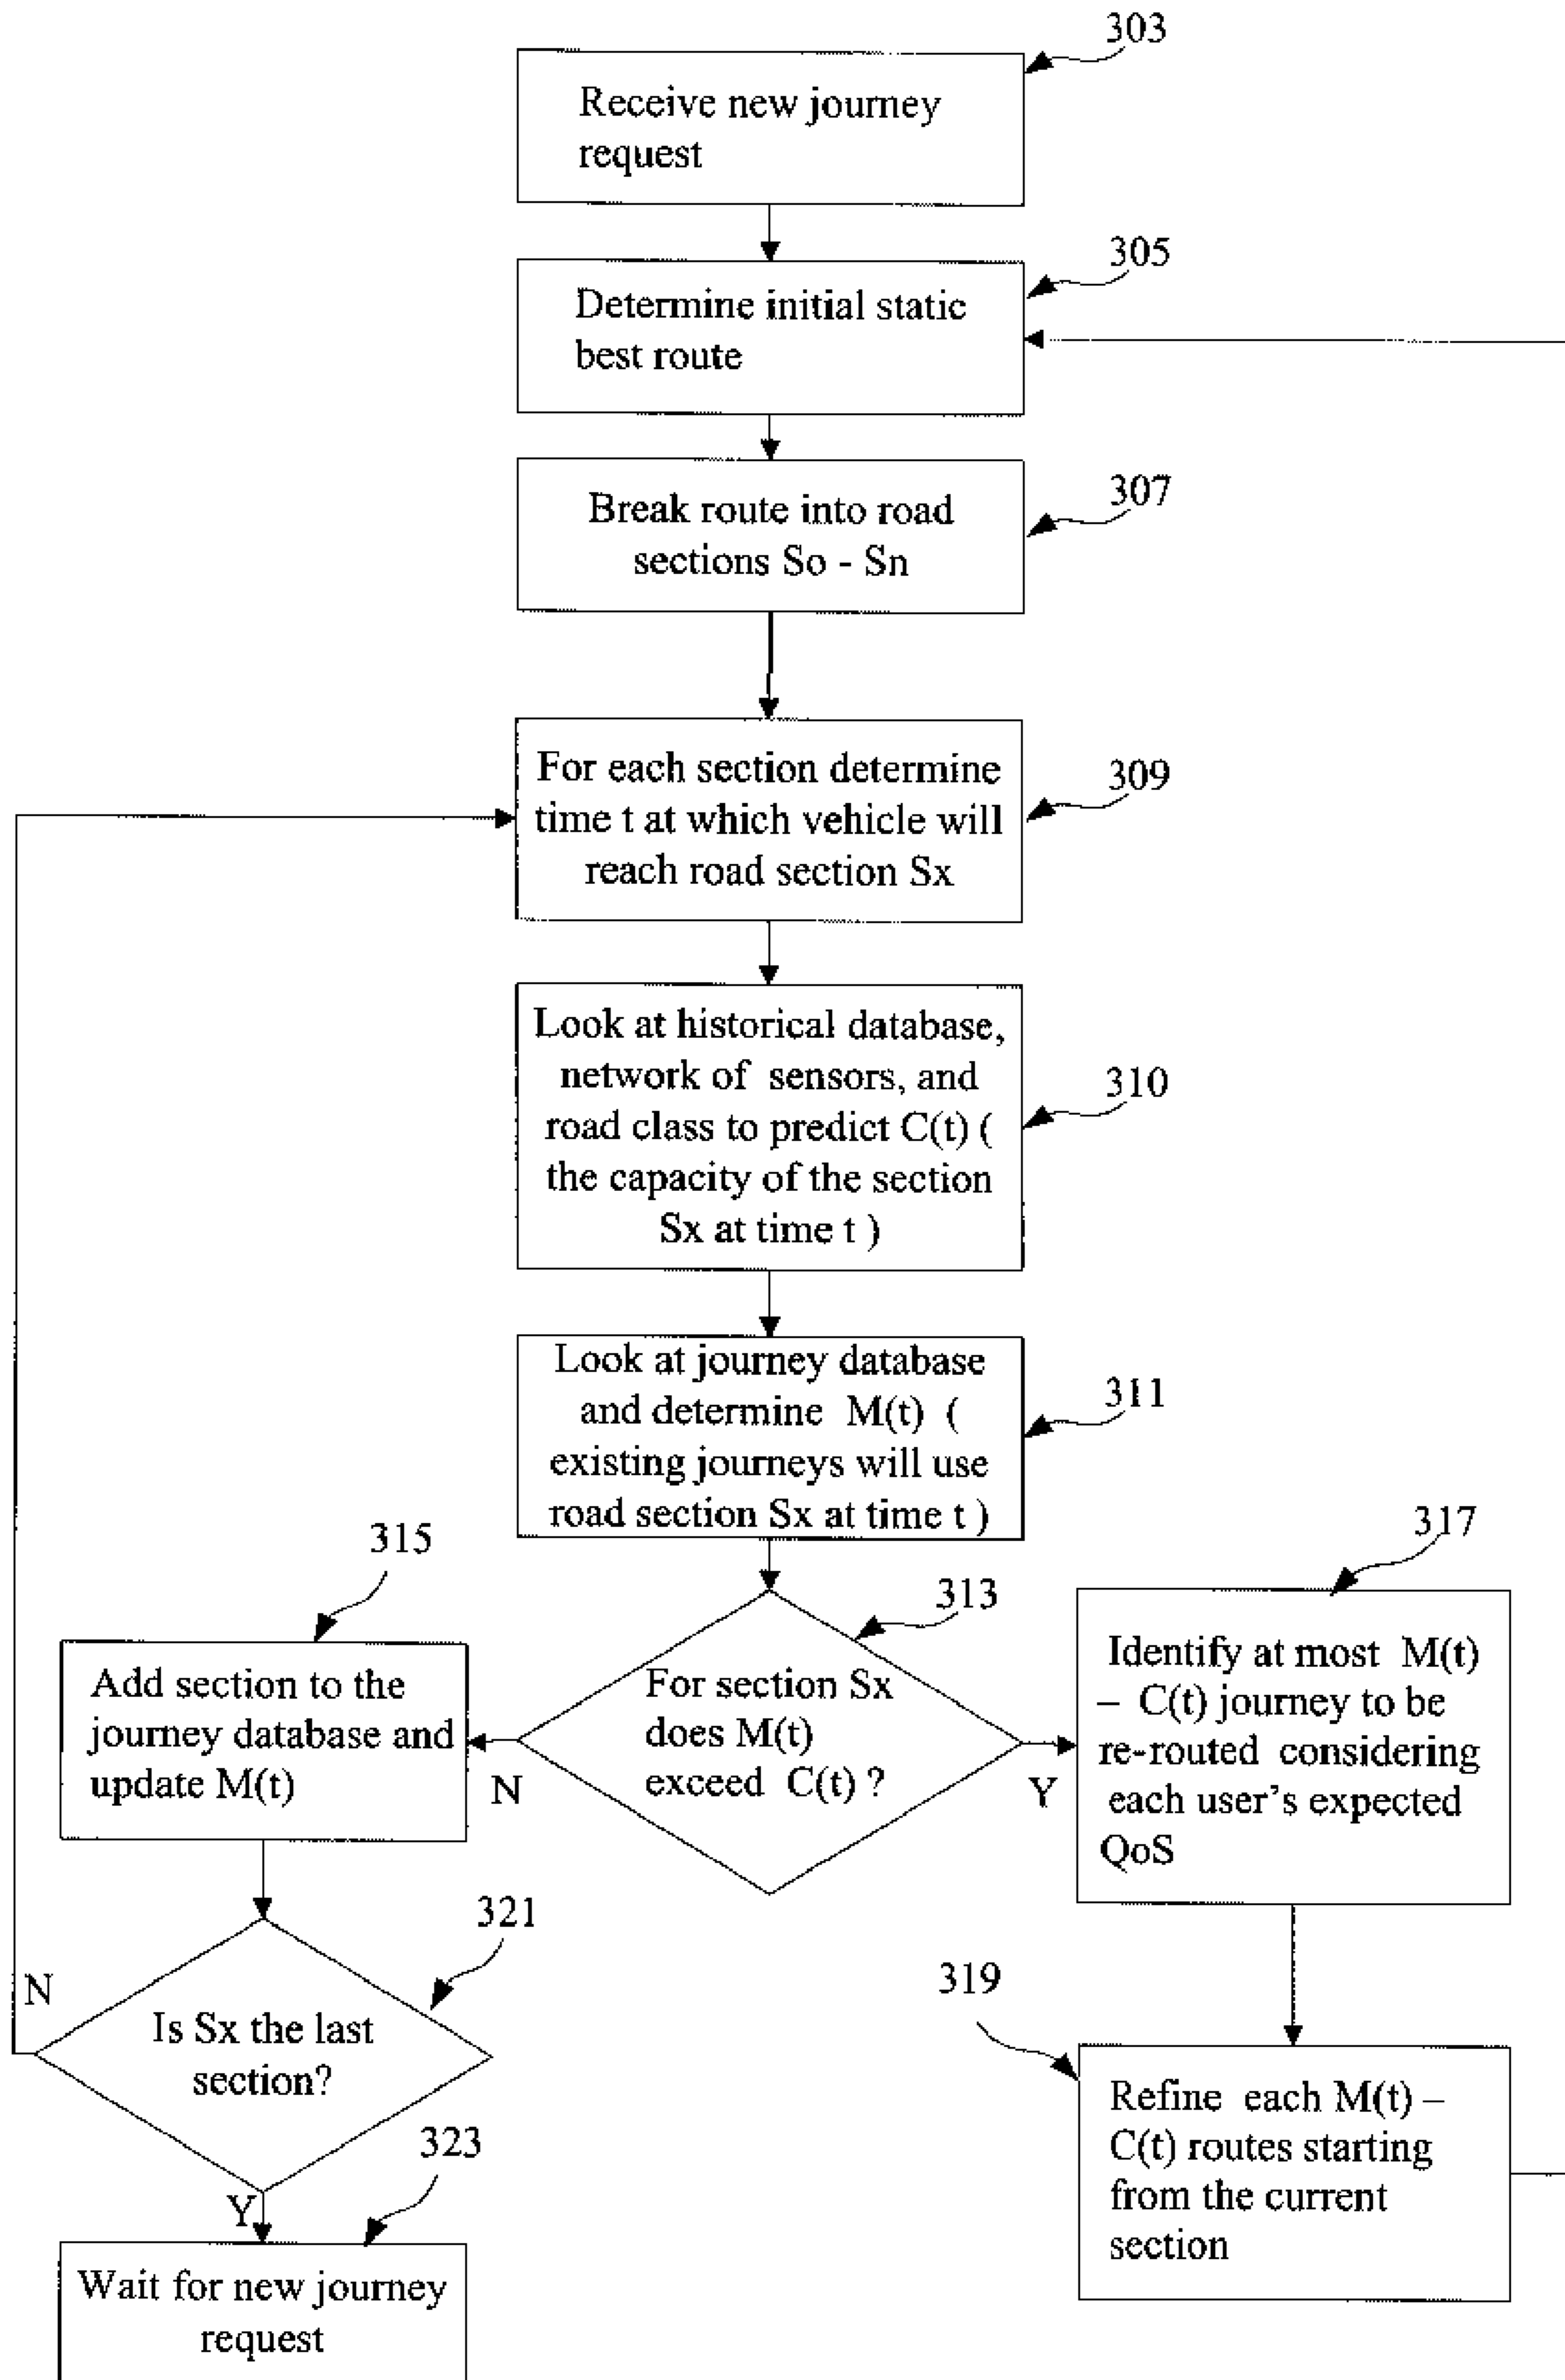 303
Receive new journey
request
305
Determine initial static
best route
307
Break route into road
sections So - Sn
309
For each section determine
time t at which vehicle will
reach road section Sx
310
Look at historical database,
network of sensors, and
road class to predict C(t) (
the capacity of the section
Sx at time t )
311
Look at journey database
and determine M(t) (
existing journeys will use
road section Sx at time t )
313
For section Sx
does M(t)
exceed C(t) ?
N
Y
315
Add section to the
journey database and
update M(t)
317
Identify at most M(t)
– C(t) journey to be
re-routed considering
each user's expected
QoS
319
Refine each M(t) –
C(t) routes starting
from the current
section
321
Is Sx the last
section?
N
Y
323
Wait for new journey
request